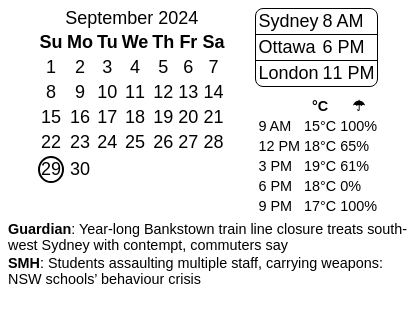 September 2024
Su Mo Tu We Th Fr Sa
1 2 3 4 5 6 7
8 9 10 11 12 13 14
15 16 17 18 19 20 21
22 23 24 25 26 27 28
29 30
Sydney 8 AM
Ottawa 6 PM
London 11 PM
°C ☂
9 AM 15°C 100%
12 PM 18°C 65%
3 PM 19°C 61%
6 PM 18°C 0%
9 PM 17°C 100%
Guardian: Year-long Bankstown train line closure treats south-
west Sydney with contempt, commuters say
SMH: Students assaulting multiple staff, carrying weapons:
NSW schools’ behaviour crisis